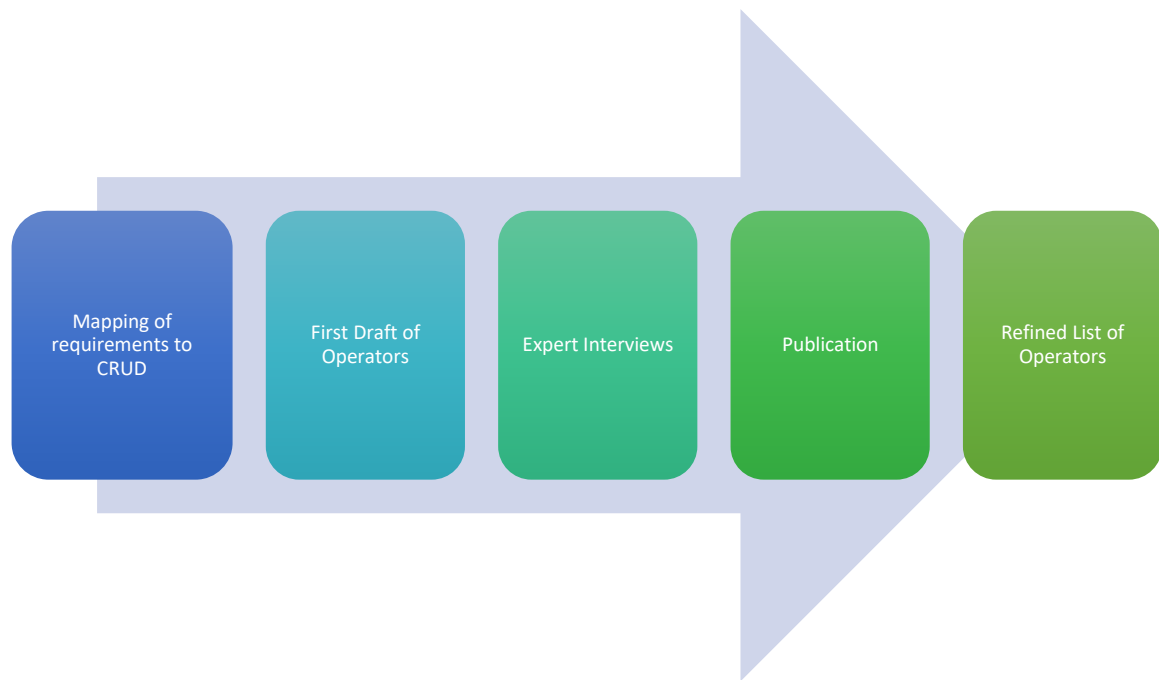 Mapping of
requirements to
CRUD
First Draft of
Operators
Expert Interviews
Publication
Refined List of
Operators